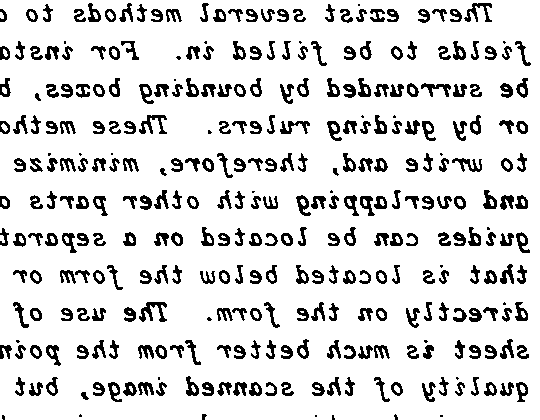 There exist several methods to
fields to be filled in. For insta
be surrounded by bounding boxes, b
or by guiding rulers. These metho
to write and, therefore, minimize
and overlapping with other parts o
guides can be located on a separat
that is located below the form or
directly on the form. The use of
sheet is much better from the poin
quality of the scanned image, but